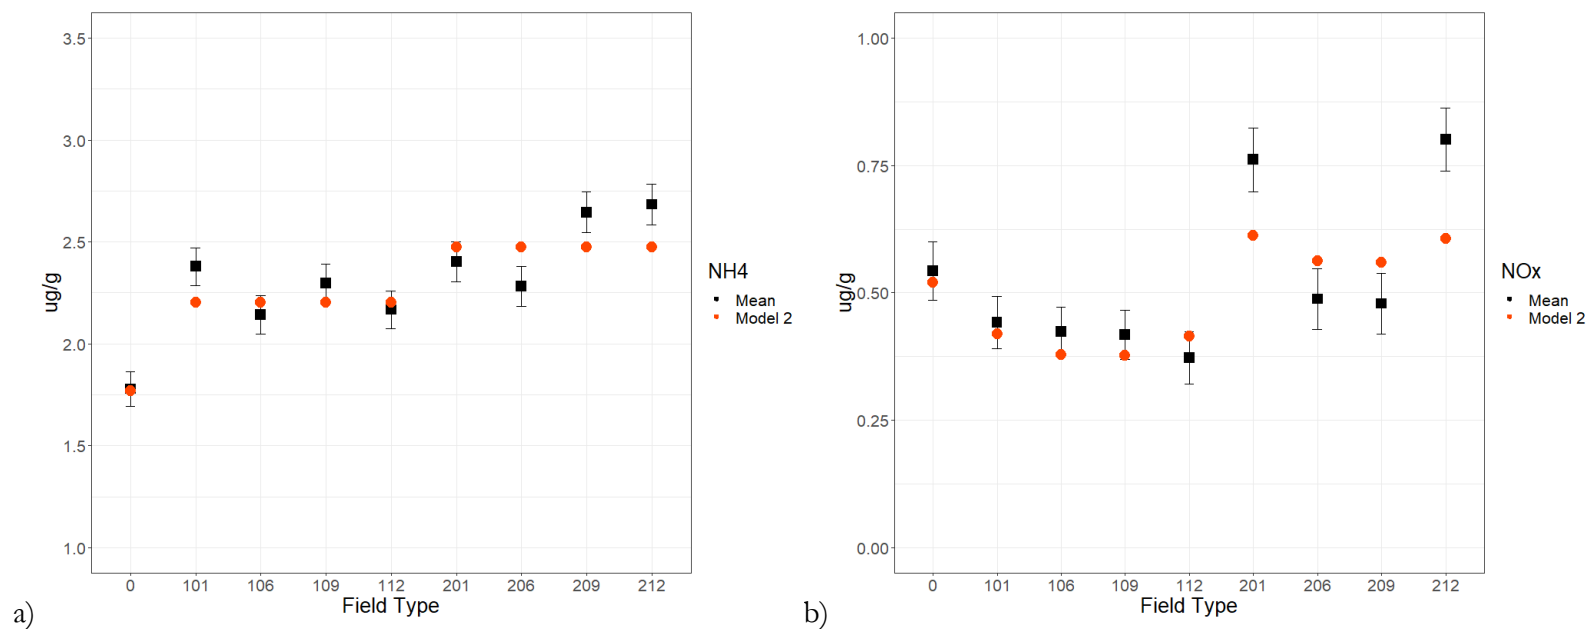 3.5
3.0
2.5
2.0
1.5
1.0
ug/g
0 101 106 109 112 201 206 209 212
Field Type
NH4
Mean
Model 2
a)
1.00
0.75
0.50
0.25
0.00
ug/g
0 101 106 109 112 201 206 209 212
Field Type
NOx
Mean
Model 2
b)